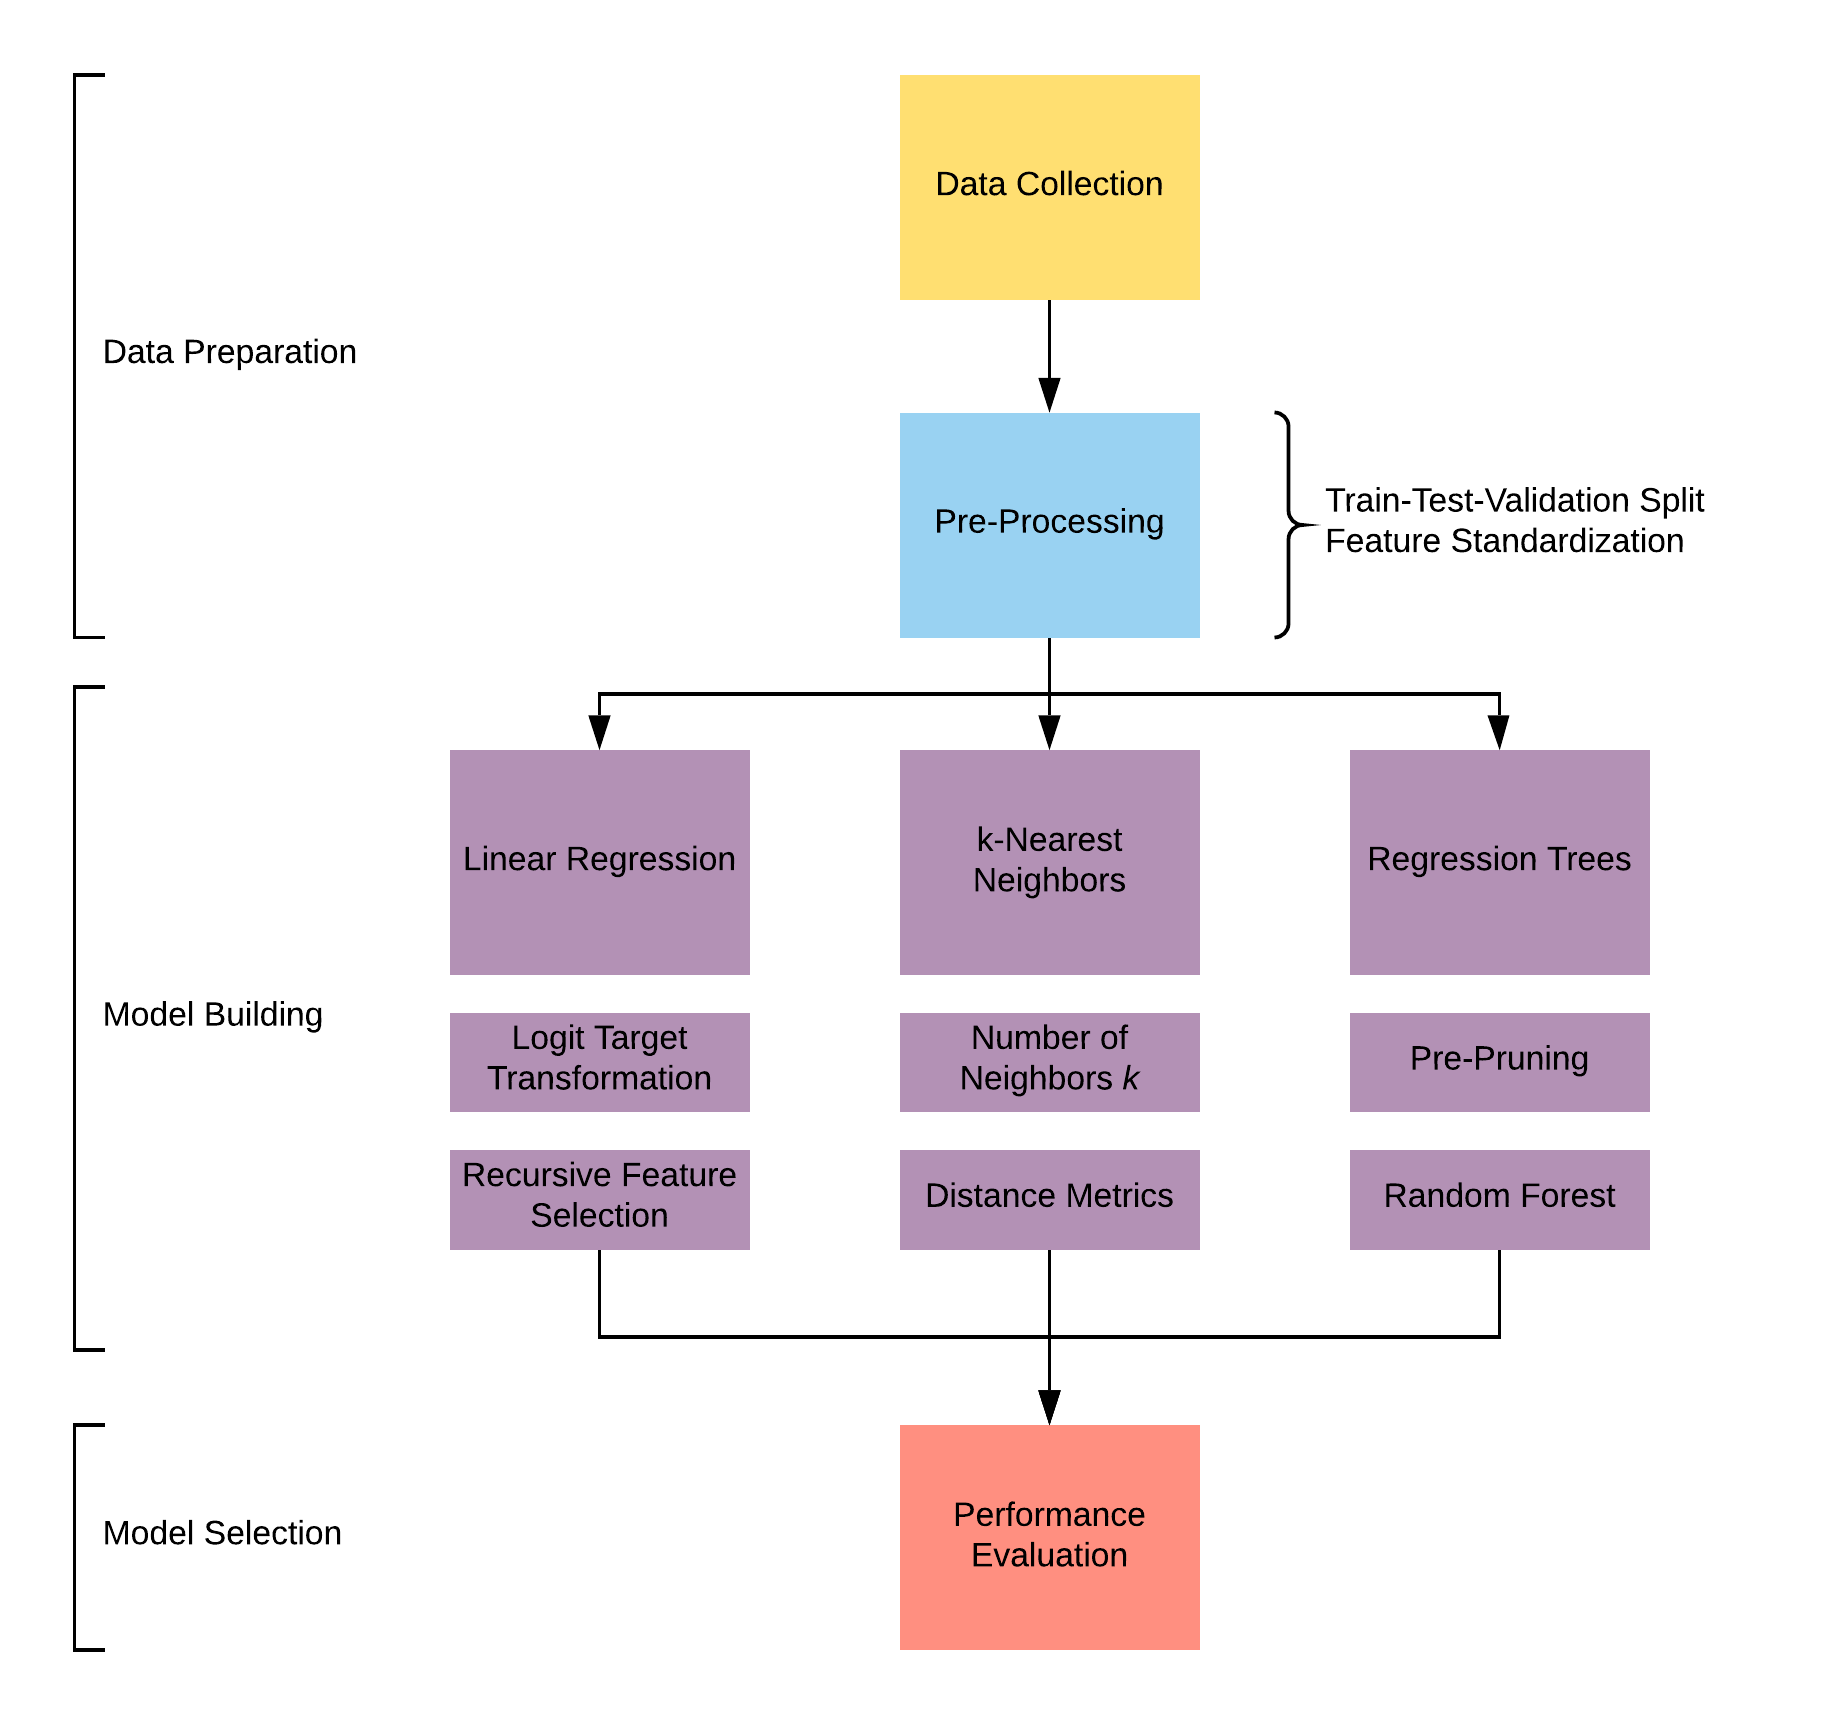 Data Collection
Data Preparation
Pre-Processing
Train-Test-Validation Split
Feature Standardization
Linear Regression
k-Nearest
Neighbors
Regression Trees
Model Building
Logit Target
Transformation
Number of
Neighbors k
Pre-Pruning
Recursive Feature
Selection
Distance Metrics
Random Forest
Model Selection
Performance
Evaluation